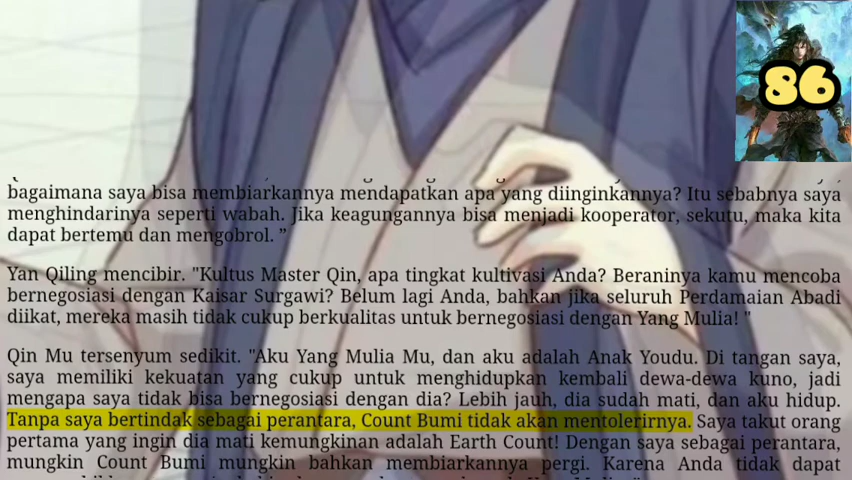 86
bagaimana saya bisa membiarkannya mendapatkan apa yang diinginkannya? Itu sebabnya saya
menghindarinya seperti wabah. Jika keagungannya bisa menjadi kooperator, sekutu, maka kita
dapat bertemu dan mengobrol. ”
Yan Qiling mencibir. "Kultus Master Qin, apa tingkat kultivasi Anda? Beraninya kamu mencoba
bernegosiasi dengan Kaisar Surgawi? Belum lagi Anda, bahkan jika seluruh Perdamaian Abadi
diikat, mereka masih tidak cukup berkualitas untuk bernegosiasi dengan Yang Mulia! "
Qin Mu tersenyum sedikit. "Aku Yang Mulia Mu, dan aku adalah Anak Youdu. Di tangan saya,
saya memiliki kekuatan yang cukup untuk menghidupkan kembali dewa-dewa kuno, jadi
mengapa saya tidak bisa bernegosiasi dengan dia? Lebih jauh, dia sudah mati, dan aku hidup.
Tanpa saya bertindak sebagai perantara, Count Bumi tidak akan mentolerirnya. Saya takut orang
pertama yang ingin dia mati kemungkinan adalah Earth Count! Dengan saya sebagai perantara,
mungkin Count Bumi mungkin bahkan membiarkannya pergi. Karena Anda tidak dapat